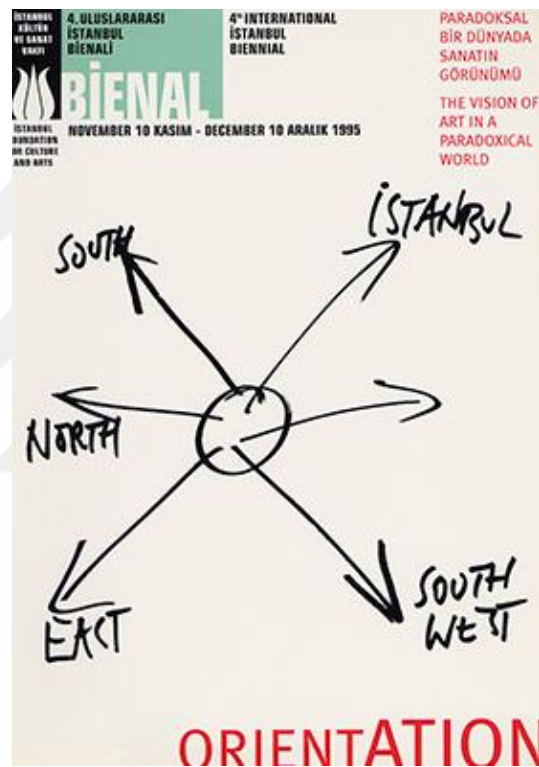 İSTANBUL
KÜLTÜR
VE SANAT
VAKFI
4. ULUSLARARASI
İSTANBUL
BİENALİ
4th INTERNATIONAL
İSTANBUL
BIENNIAL
PARADOKSAL
BİR DÜNYADA
SANATIN
GÖRÜNÜMÜ
THE VISION OF
ART IN A
PARADOXICAL
WORLD
BİENAL
NOVEMBER 10 KASIM - DECEMBER 10 ARALIK 1995
İSTANBUL
FOUNDATION
FOR CULTURE
AND ARTS
SOUTH
İSTANBUL
NORTH
EAST
SOUTH
WEST
ORIENTATION